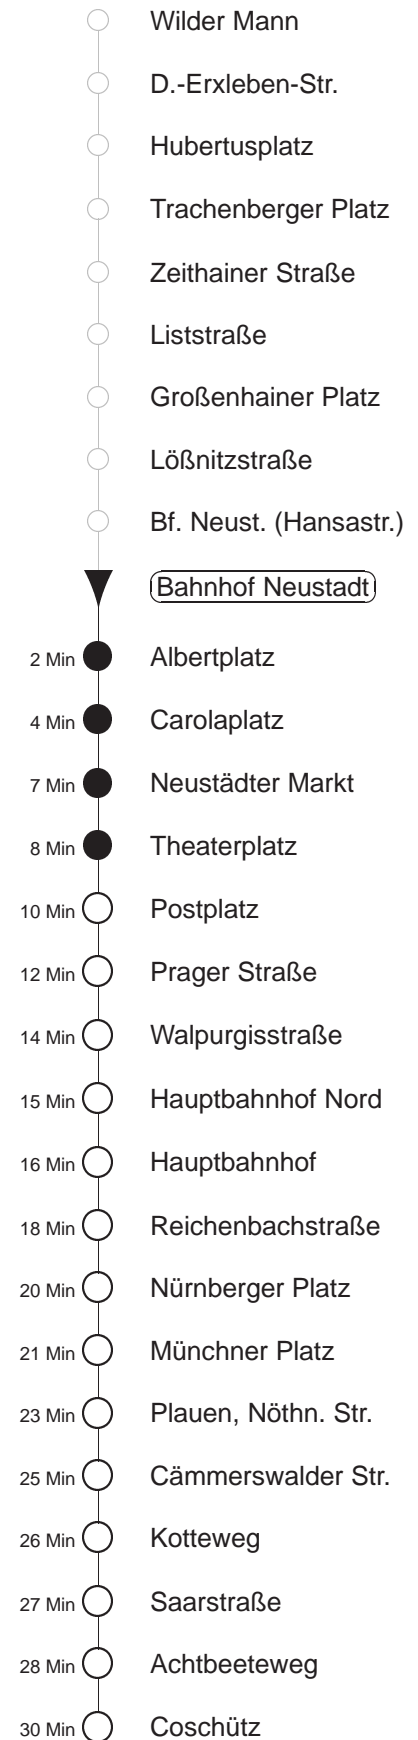 Wilder Mann
D.-Erxleben-Str.
Hubertusplatz
Trachenberger Platz
Zeithainer Straße
Liststraße
Großenhainer Platz
Lößnitzstraße
Bf. Neust. (Hansastr.)
Bahnhof Neustadt
2 Min Albertplatz
4 Min Carolaplatz
7 Min Neustädter Markt
8 Min Theaterplatz
10 Min Postplatz
12 Min Prager Straße
14 Min Walpurgisstraße
15 Min Hauptbahnhof Nord
16 Min Hauptbahnhof
18 Min Reichenbachstraße
20 Min Nürnberger Platz
21 Min Münchner Platz
23 Min Plauen, Nöthn. Str.
25 Min Cämmerswalder Str.
26 Min Kotteweg
27 Min Saarstraße
28 Min Achtbeeteweg
30 Min Coschütz